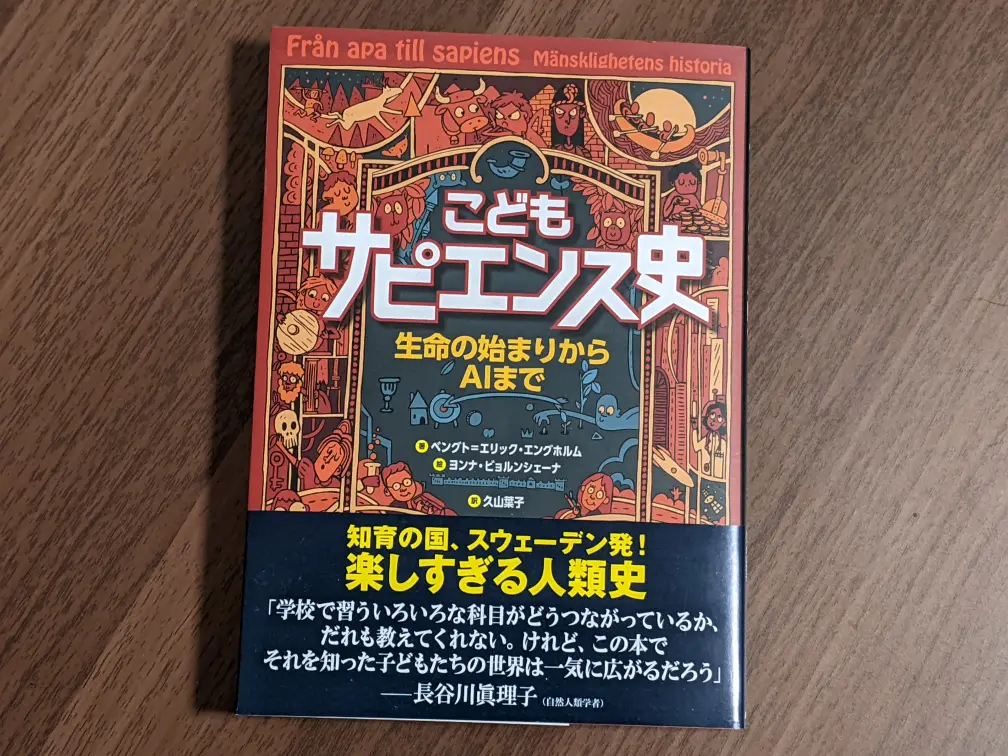 Från apa till sapiens Mänsklighetens historia
こども
サピエンス史
生命の始まりから
AIまで
著 ベングト=エリック・エングホルム
絵 ヨンナ・ビョルンシェーナ
訳 久山葉子
知育の国、スウェーデン発!
楽しすぎる人類史
「学校で習ういろいろな科目がどうつながっているか、
だれも教えてくれない。けれど、この本で
それを知った子どもたちの世界は一気に広がるだろう」
──長谷川眞理子(自然人類学者)